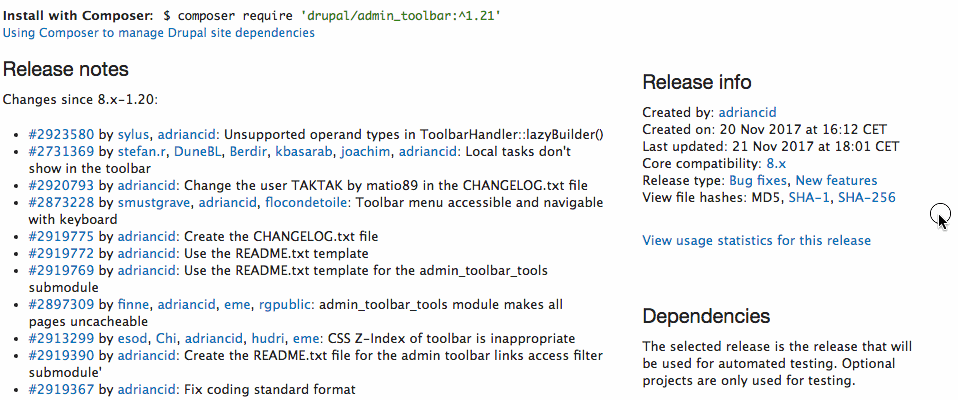 Install with Composer: $ composer require 'drupal/admin_toolbar:^1.21'
Using Composer to manage Drupal site dependencies
Release notes
Changes since 8.x-1.20:
• #2923580 by sylus, adriancid: Unsupported operand types in ToolbarHandler::lazyBuilder()
• #2731369 by stefan.r, DuneBL, Berdir, kbasarab, joachim, adriancid: Local tasks don't
show in the toolbar
• #2920793 by adriancid: Change the user TAKTAK by matio89 in the CHANGELOG.txt file
• #2873228 by smustgrave, adriancid, flocondetoile: Toolbar menu accessible and navigable
with keyboard
• #2919775 by adriancid: Create the CHANGELOG.txt file
• #2919772 by adriancid: Use the README.txt template
• #2919769 by adriancid: Use the README.txt template for the admin_toolbar_tools
submodule
• #2897309 by finne, adriancid, eme, rgpublic: admin_toolbar_tools module makes all
pages uncacheable
• #2913299 by esod, Chi, adriancid, hudri, eme: CSS Z-Index of toolbar is inappropriate
• #2919390 by adriancid: Create the README.txt file for the admin toolbar links access filter
submodule'
• #2919367 by adriancid: Fix coding standard format
Release info
Created by: adriancid
Created on: 20 Nov 2017 at 16:12 CET
Last updated: 21 Nov 2017 at 18:01 CET
Core compatibility: 8.x
Release type: Bug fixes, New features
View file hashes: MD5, SHA-1, SHA-256
View usage statistics for this release
Dependencies
The selected release is the release that will
be used for automated testing. Optional
projects are only used for testing.